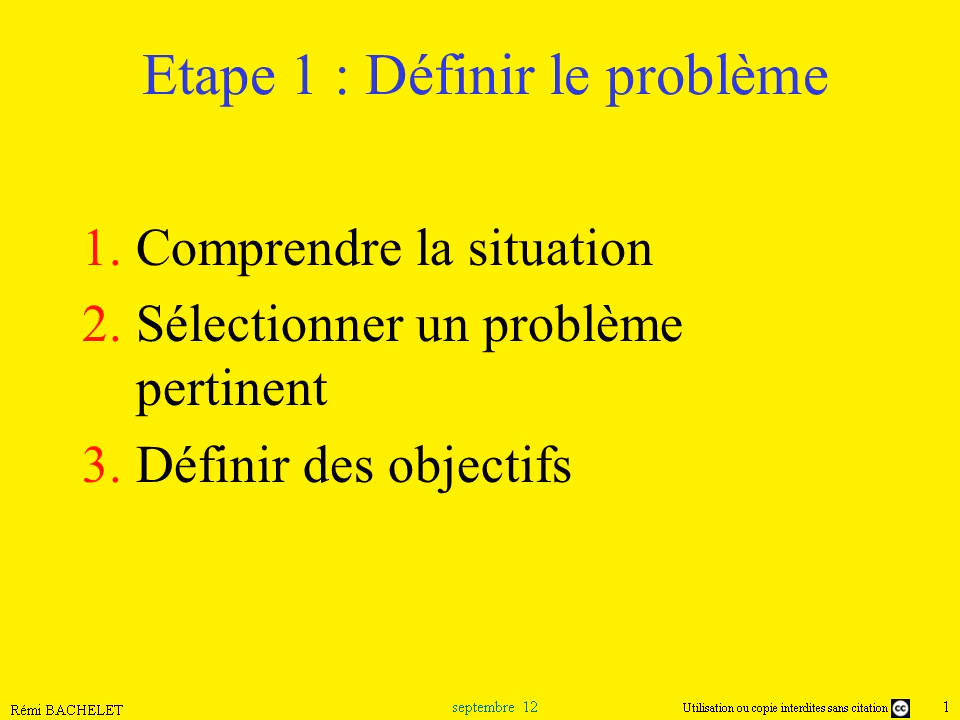 Etape 1 : Définir le problème
1. Comprendre la situation
2. Sélectionner un problème
pertinent
3. Définir des objectifs
Rémi BACHELET septembre 12 Utilisation ou copie interdites sans citation cc 1